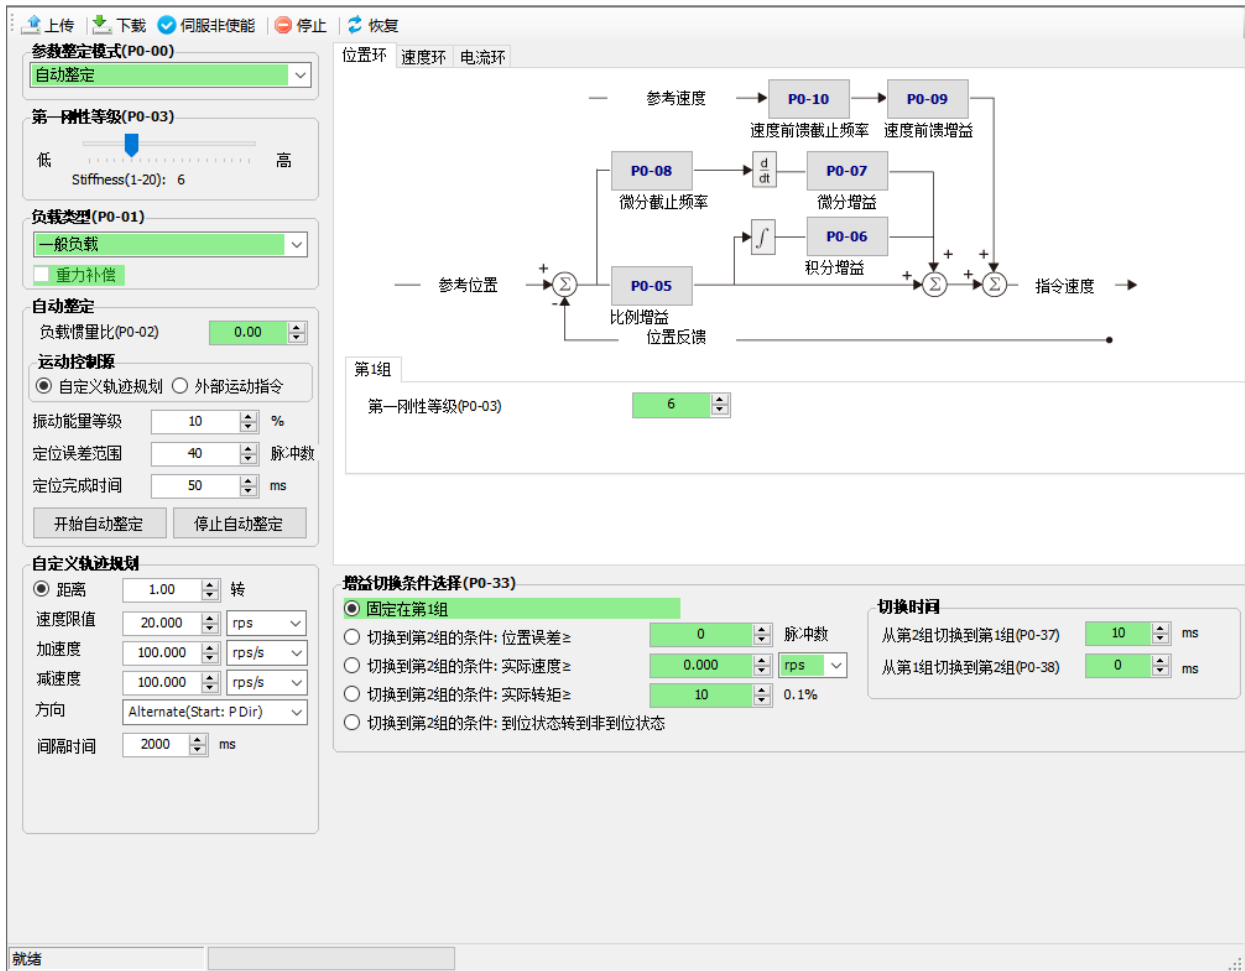 上传 下载 伺服非使能 停止 恢复
参数整定模式(P0-00)
自动整定
第一刚性等级(P0-03)
低 高
Stiffness(1-20): 6
负载类型(P0-01)
一般负载
重力补偿
自动整定
负载惯量比(P0-02) 0.00
运动控制源
自定义轨迹规划 外部运动指令
振动能量等级 10 %
定位误差范围 40 脉冲数
定位完成时间 50 ms
开始自动整定 停止自动整定
自定义轨迹规划
距离 1.00 转
速度限值 20.000 rps
加速度 100.000 rps/s
减速度 100.000 rps/s
方向 Alternate(Start: P Dir)
间隔时间 2000 ms
位置环 速度环 电流环
参考速度 P0-10 P0-09
速度前馈截止频率 速度前馈增益
P0-08 d/dt P0-07
微分截止频率 微分增益
∫ P0-06
积分增益
参考位置 + Σ - P0-05 + Σ + + Σ + 指令速度
比例增益
位置反馈
第1组
第一刚性等级(P0-03) 6
增益切换条件选择(P0-33)
固定在第1组
切换到第2组的条件: 位置误差≥ 0 脉冲数
切换到第2组的条件: 实际速度≥ 0.000 rps
切换到第2组的条件: 实际转矩≥ 10 0.1%
切换到第2组的条件: 到位状态转到非到位状态
切换时间
从第2组切换到第1组(P0-37) 10 ms
从第1组切换到第2组(P0-38) 0 ms
就绪